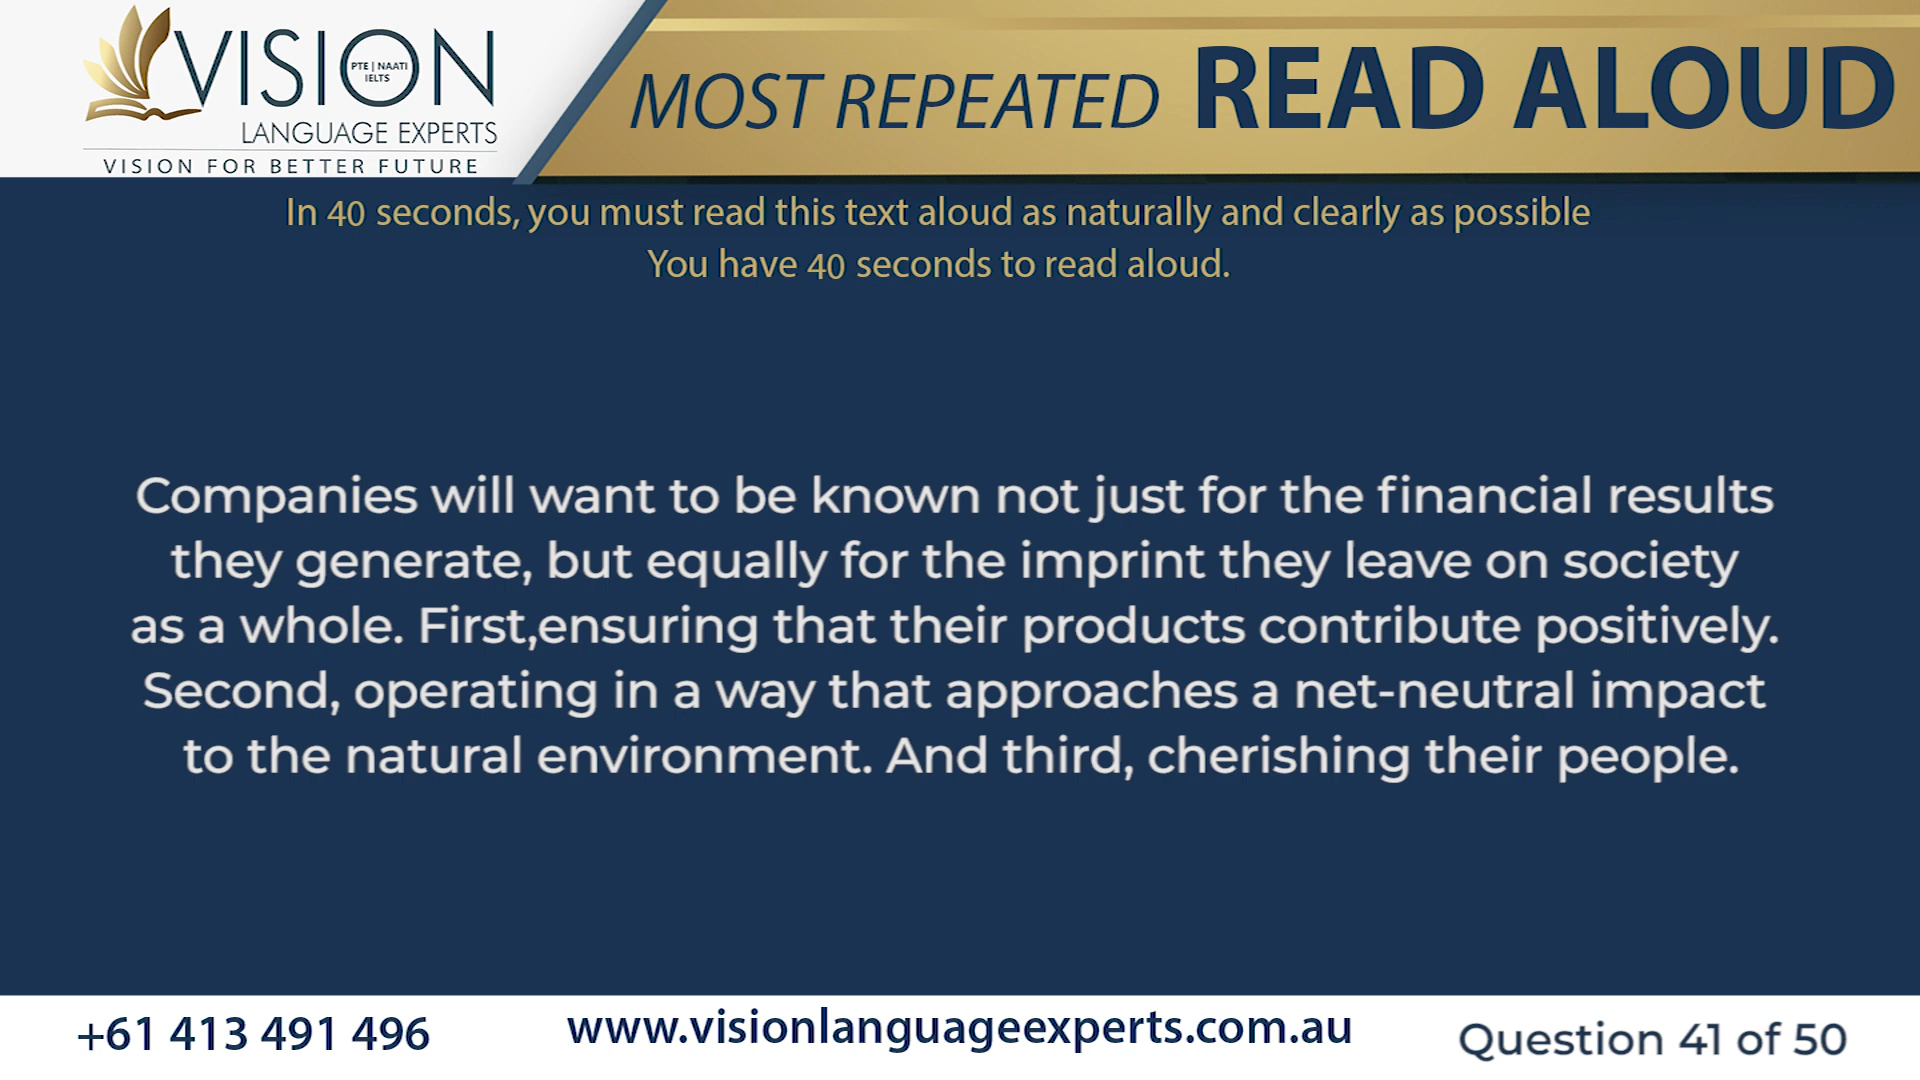 VISION
PTE | NAATI
IELTS
LANGUAGE EXPERTS
VISION FOR BETTER FUTURE
MOST REPEATED READ ALOUD
In 40 seconds, you must read this text aloud as naturally and clearly as possible
You have 40 seconds to read aloud.
Companies will want to be known not just for the financial results
they generate, but equally for the imprint they leave on society
as a whole. First,ensuring that their products contribute positively.
Second, operating in a way that approaches a net-neutral impact
to the natural environment. And third, cherishing their people.
+61 413 491 496
www.visionlanguageexperts.com.au
Question 41 of 50